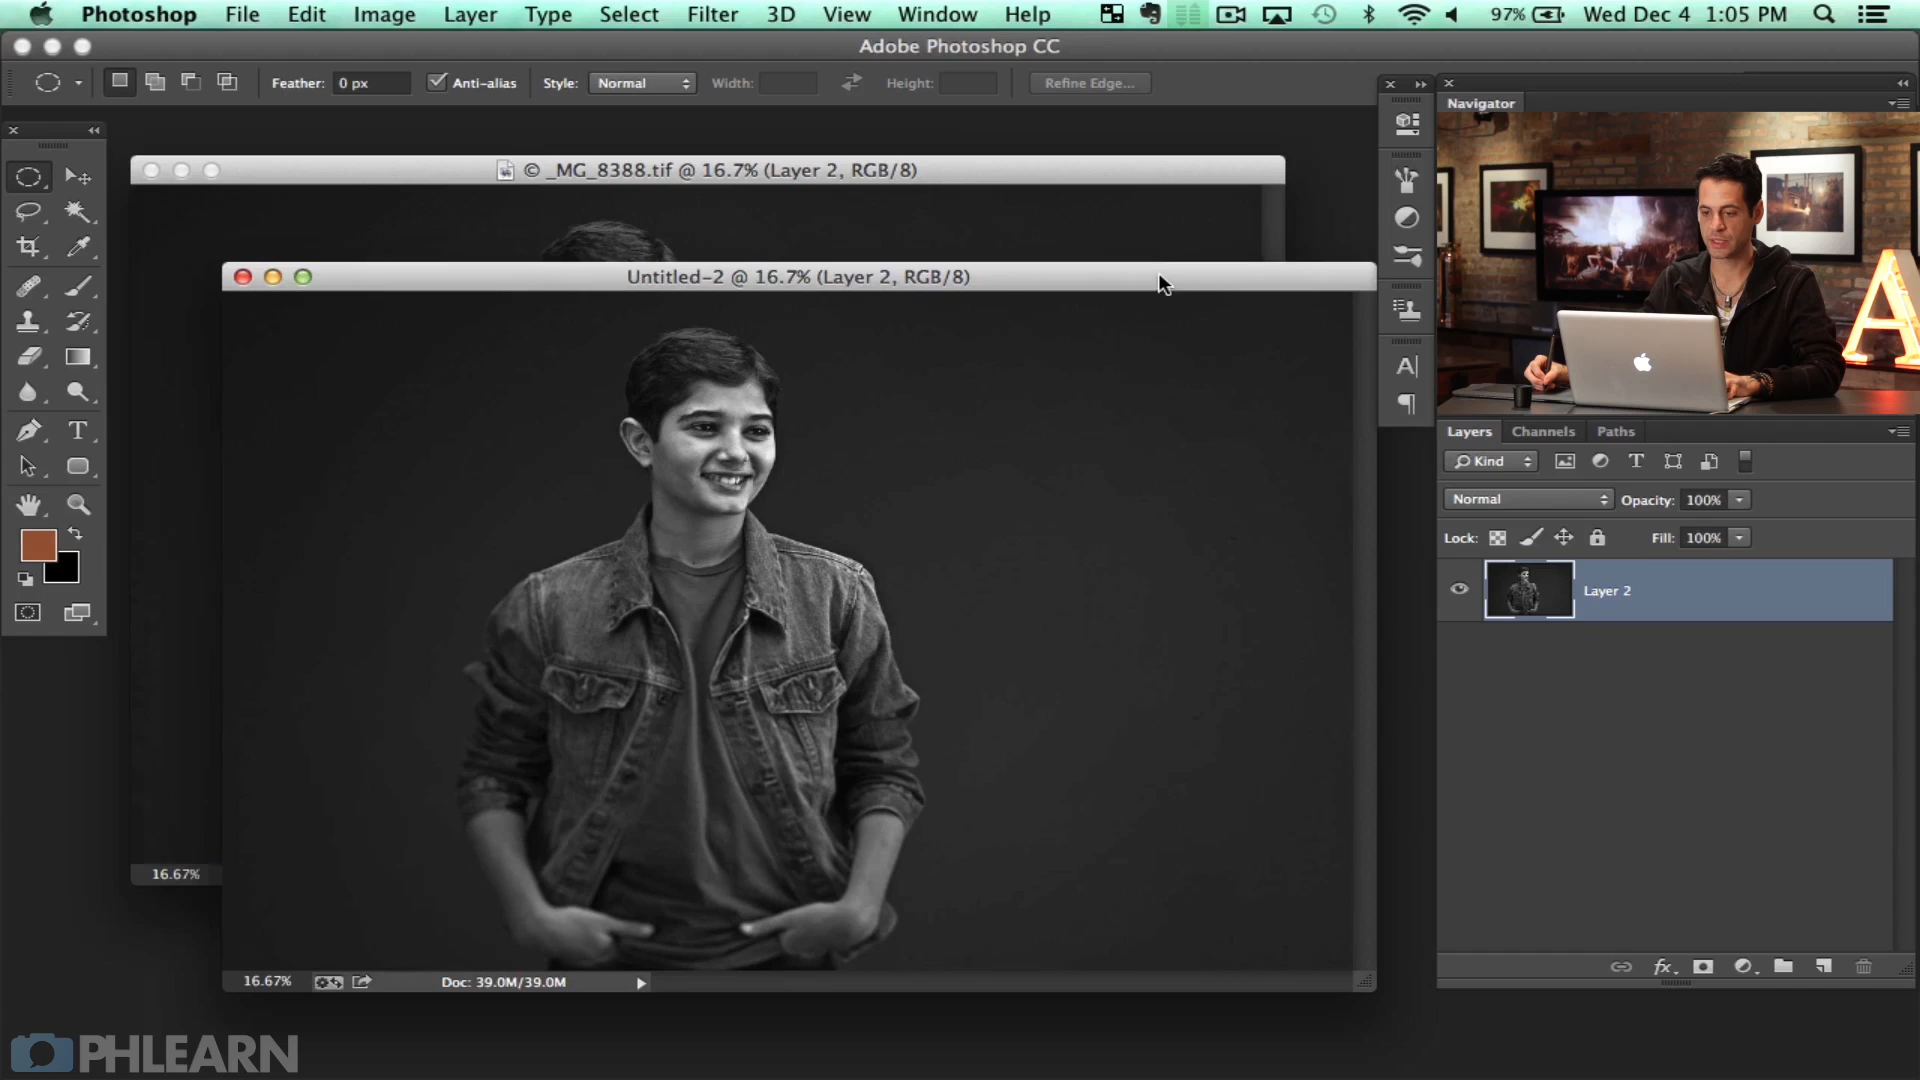 Photoshop File Edit Image Layer Type Select Filter 3D View Window Help 97% Wed Dec 4 1:05 PM
Adobe Photoshop CC
Feather: 0 px Anti-alias Style: Normal Width: Height: Refine Edge...
Navigator
© _MG_8388.tif @ 16.7% (Layer 2, RGB/8)
Untitled-2 @ 16.7% (Layer 2, RGB/8)
A
Layers Channels Paths
Kind
Normal Opacity: 100%
Lock: Fill: 100%
Layer 2
16.67%
16.67% Doc: 39.0M/39.0M
fx
PHLEARN